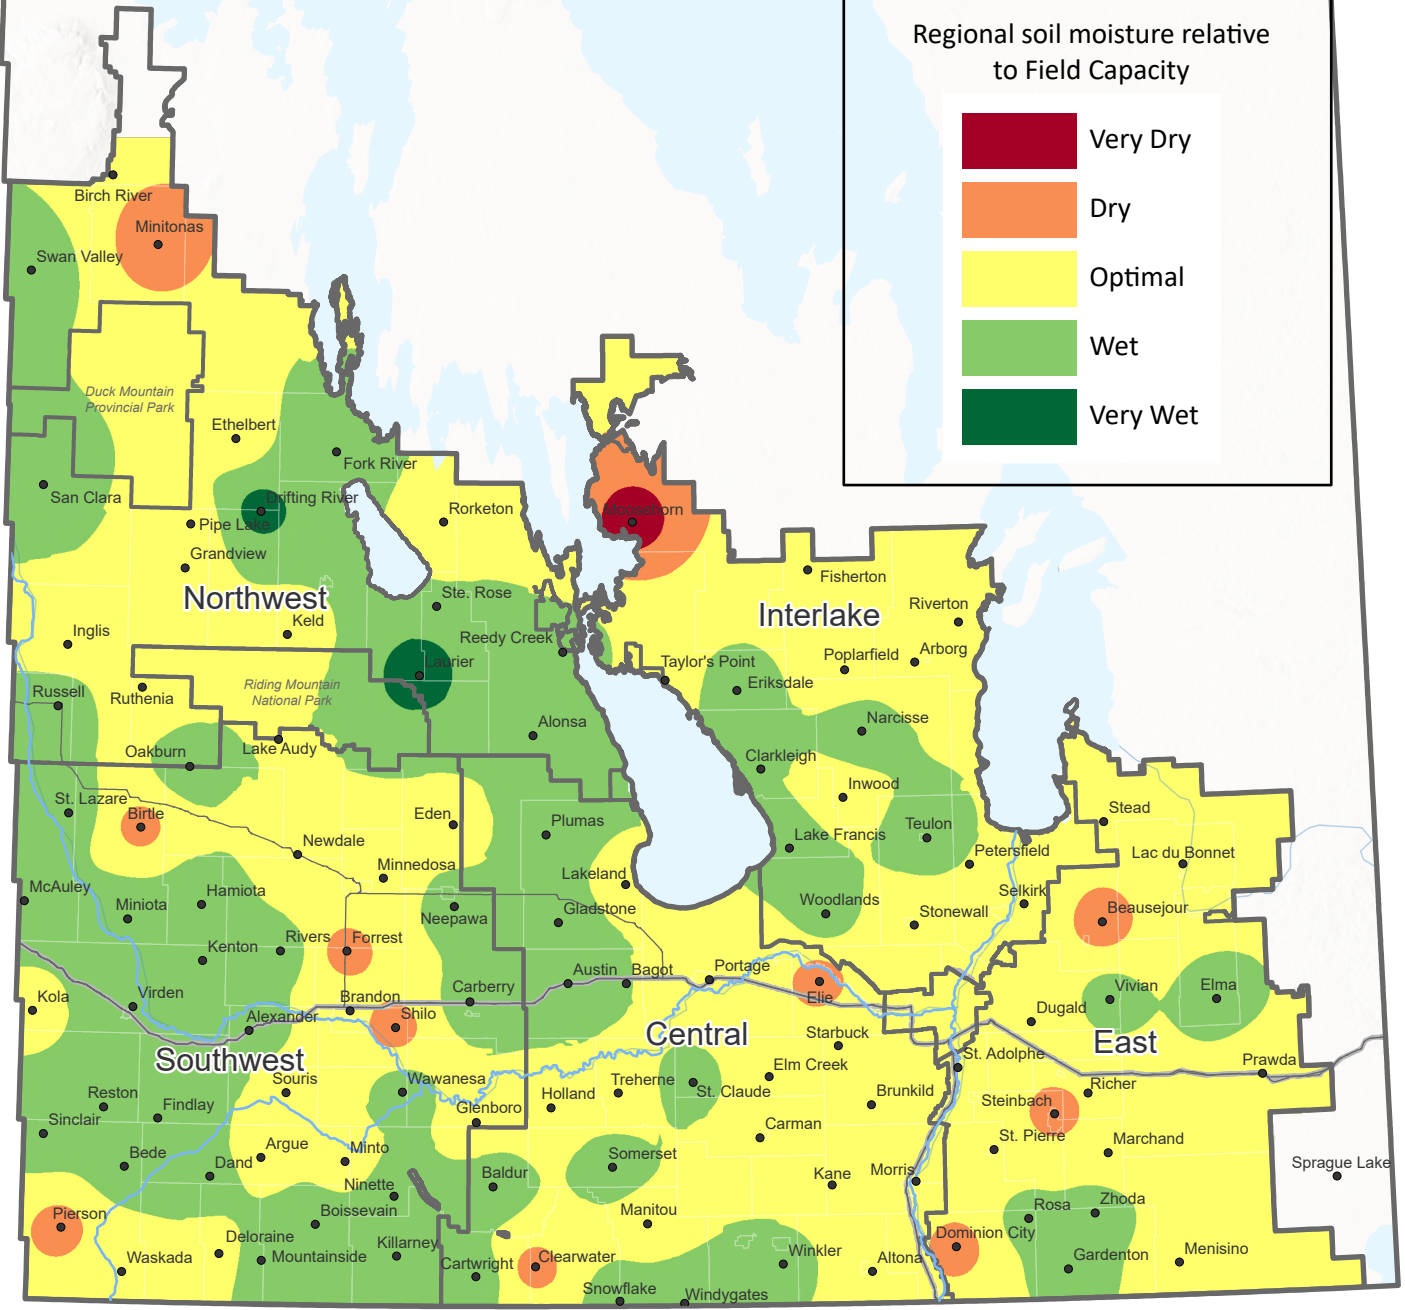 Regional soil moisture relative
to Field Capacity
Very Dry
Dry
Optimal
Wet
Very Wet
Birch River
Minitonas
Swan Valley
Duck Mountain
Provincial Park
Ethelbert
Fork River
San Clara
Drifting River
Pipe Lake
Rorketon
Moosehorn
Grandview
Fisherton
Northwest
Ste. Rose
Interlake
Riverton
Keld
Inglis
Reedy Creek
Arborg
Poplarfield
Taylor's Point
Laurier
Eriksdale
Russell
Ruthenia
Riding Mountain
National Park
Narcisse
Alonsa
Oakburn
Lake Audy
Clarkleigh
Inwood
St. Lazare
Birtle
Eden
Plumas
Stead
Teulon
Lake Francis
Newdale
Petersfield
Lac du Bonnet
Minnedosa
Lakeland
McAuley
Hamiota
Selkirk
Miniota
Woodlands
Beausejour
Neepawa
Gladstone
Stonewall
Kenton
Rivers
Forrest
Austin
Bagot
Portage
Carberry
Vivian
Elma
Kola
Virden
Brandon
Elie
Dugald
Alexander
Shilo
Central
Starbuck
East
Southwest
St. Adolphe
Prawda
Elm Creek
Souris
Wawanesa
Treherne
St. Claude
Richer
Reston
Holland
Brunkild
Steinbach
Findlay
Glenboro
Sinclair
Carman
St. Pierre
Marchand
Argue
Minto
Bede
Dand
Somerset
Baldur
Kane
Morris
Sprague Lake
Ninette
Rosa
Zhoda
Pierson
Boissevain
Manitou
Deloraine
Dominion City
Killarney
Waskada
Mountainside
Cartwright
Clearwater
Winkler
Altona
Gardenton
Menisino
Snowflake
Windygates